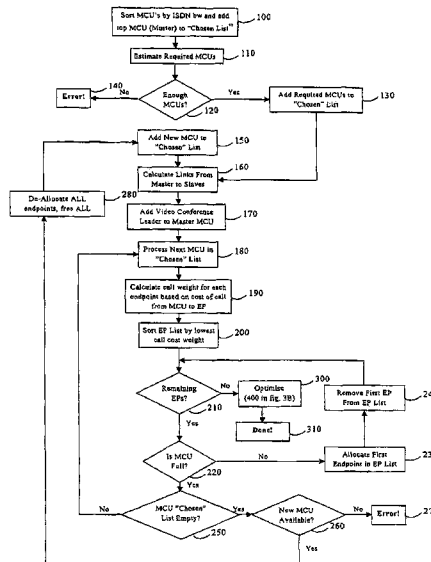 Sort MCU's by ISDN bw and add
top MCU (Master) to "Chosen List"
100
Estimate Required MCUs
110
140
Error!
No
Enough
MCUs?
120
Yes
Add Required MCUs to
"Chosen" List
130
Add New MCU to
"Chosen" List
150
Calculate Links From
Master to Slaves
160
De-Allocate ALL
endpoints, free ALL
280
Add Video Conference
Leader to Master MCU
170
Process Next MCU in
"Chosen" List
180
Calculate call weight for each
endpoint based on cost of call
from MCU to EP
190
Sort EP List by lowest
call cost weight
200
Remaining
EPs?
210
No
Optimize
(400 in fig. 3B)
300
Done!
310
Remove First EP
From EP List
24
Yes
Is MCU
Full?
220
No
Allocate First
Endpoint in EP List
23
Yes
No
MCU "Chosen"
List Empty?
250
Yes
New MCU
Available?
260
No
Error!
27
Yes